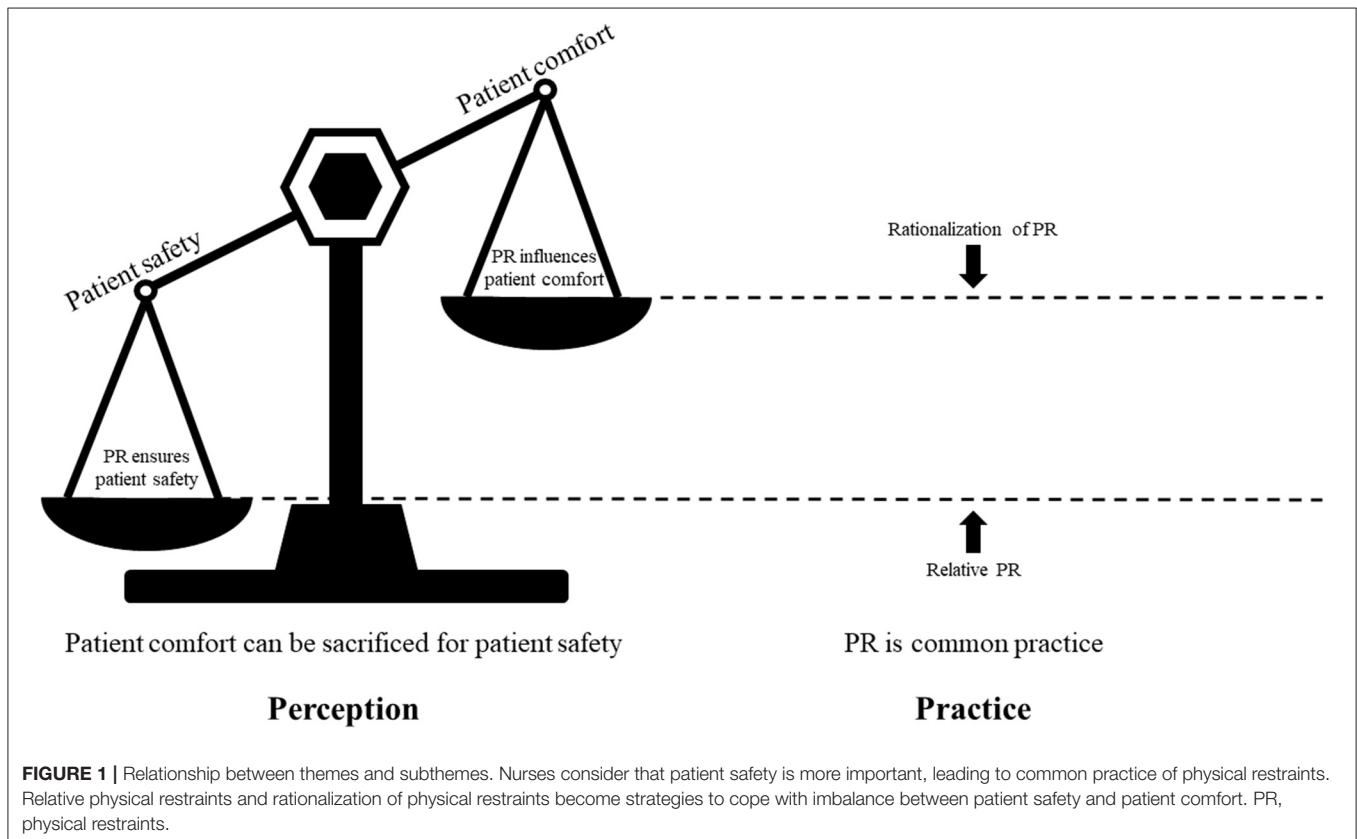 Patient comfort
Patient safety
PR influences
patient comfort
Rationalization of PR
PR ensures
patient safety
Relative PR
Patient comfort can be sacrificed for patient safety
PR is common practice
Perception
Practice
FIGURE 1 | Relationship between themes and subthemes. Nurses consider that patient safety is more important, leading to common practice of physical restraints.
Relative physical restraints and rationalization of physical restraints become strategies to cope with imbalance between patient safety and patient comfort. PR,
physical restraints.